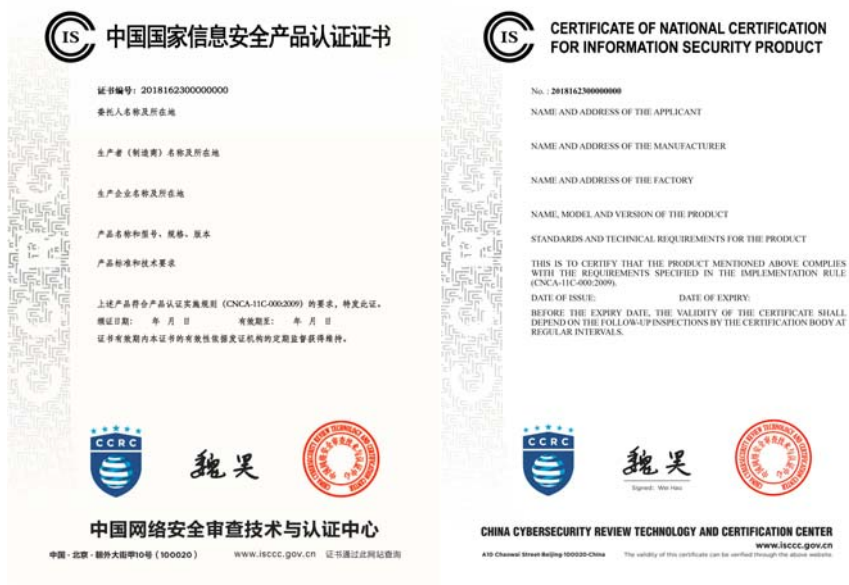 IS
中国国家信息安全产品认证证书
证书编号：2018162300000000
委托人名称及所在地
生产者（制造商）名称及所在地
生产企业名称及所在地
产品名称和型号、规格、版本
产品标准和技术要求
上述产品符合产品认证实施规则（CNCA-11C-000:2009）的要求，特发此证。
颁证日期： 年 月 日 有效期至： 年 月 日
证书有效期内本证书的有效性依据发证机构的定期监督获得维持。
CCRC
魏昊
中国网络安全审查技术与认证中心
中国·北京·朝外大街甲10号（100020） www.isccc.gov.cn 证书通过此网站查询
IS
CERTIFICATE OF NATIONAL CERTIFICATION
FOR INFORMATION SECURITY PRODUCT
No. : 2018162300000000
NAME AND ADDRESS OF THE APPLICANT
NAME AND ADDRESS OF THE MANUFACTURER
NAME AND ADDRESS OF THE FACTORY
NAME, MODEL AND VERSION OF THE PRODUCT
STANDARDS AND TECHNICAL REQUIREMENTS FOR THE PRODUCT
THIS IS TO CERTIFY THAT THE PRODUCT MENTIONED ABOVE COMPLIES
WITH THE REQUIREMENTS SPECIFIED IN THE IMPLEMENTATION RULE
(CNCA-11C-000:2009).
DATE OF ISSUE: DATE OF EXPIRY:
BEFORE THE EXPIRY DATE, THE VALIDITY OF THE CERTIFICATE SHALL
DEPEND ON THE FOLLOW-UP INSPECTIONS BY THE CERTIFICATION BODY AT
REGULAR INTERVALS.
CCRC
魏昊
Signed: Wei Hao
CHINA CYBERSECURITY REVIEW TECHNOLOGY AND CERTIFICATION CENTER
www.isccc.gov.cn
A10 Chaowai Street Beijing 100020·China The validity of this certificate can be verified through the above website.